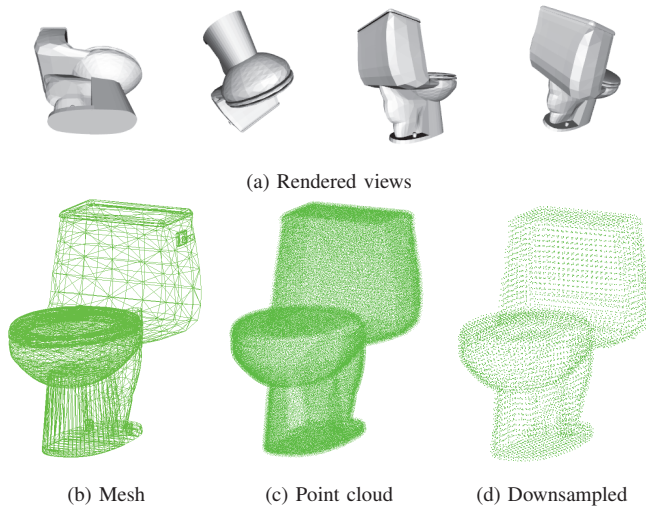 (a) Rendered views
(b) Mesh
(c) Point cloud
(d) Downsampled